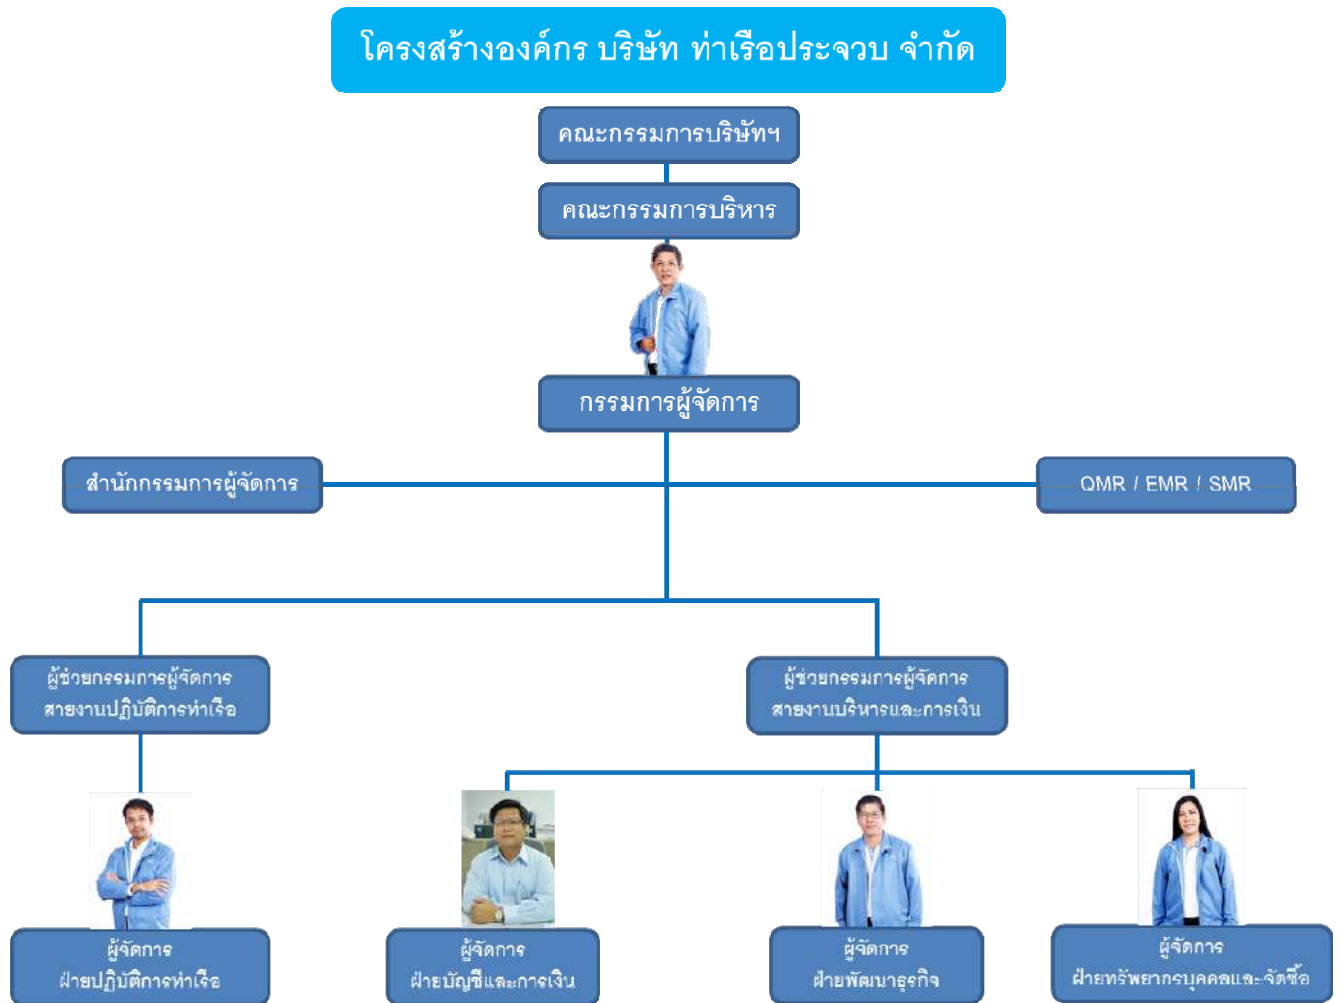 โครงสร้างองค์กร บริษัท ท่าเรือประจวบ จำกัด
คณะกรรมการบริษัทฯ
คณะกรรมการบริหาร
กรรมการผู้จัดการ
สำนักกรรมการผู้จัดการ
QMR / EMR / SMR
ผู้ช่วยกรรมการผู้จัดการ
สายงานปฏิบัติการท่าเรือ
ผู้ช่วยกรรมการผู้จัดการ
สายงานบริหารและการเงิน
ผู้จัดการ
ฝ่ายปฏิบัติการท่าเรือ
ผู้จัดการ
ฝ่ายบัญชีและการเงิน
ผู้จัดการ
ฝ่ายพัฒนาธุรกิจ
ผู้จัดการ
ฝ่ายทรัพยากรบุคคลและจัดซื้อ